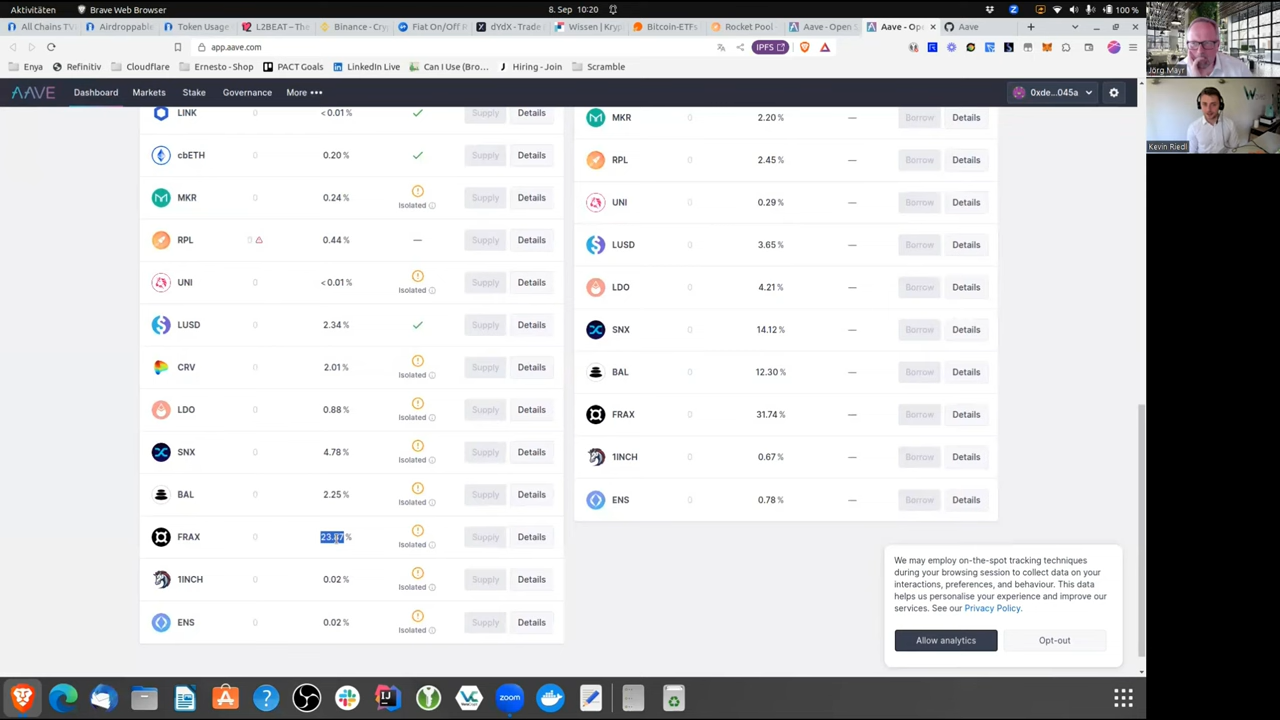 Aktivitäten
Brave Web Browser
8. Sep 10:20
100 %
All Chains TV
Airdroppable
Token Usage
L2BEAT – The
Binance - Cry
Fiat On/Off R
dYdX - Trade
Wissen | Kryp
Bitcoin-ETFs
Rocket Pool -
Aave - Open S
Aave - Op
Aave
app.aave.com
IPFS
Enya
Refinitiv
Cloudflare
Ernesto - Shop
PACT Goals
LinkedIn Live
Can I Use (Bro...
Hiring - Join
Scramble
AAVE
Dashboard
Markets
Stake
Governance
More •••
0xde...045a
LINK 0 <0.01 % Supply Details
cbETH 0 0.20 % Supply Details
MKR 0 0.24 % Isolated Supply Details
RPL 0 0.44 % — Supply Details
UNI 0 <0.01 % Isolated Supply Details
LUSD 0 2.34 % Supply Details
CRV 0 2.01 % Isolated Supply Details
LDO 0 0.88 % Isolated Supply Details
SNX 0 4.78 % Isolated Supply Details
BAL 0 2.25 % Isolated Supply Details
FRAX 0 % Isolated Supply Details
1INCH 0 0.02 % Isolated Supply Details
ENS 0 0.02 % Isolated Supply Details
MKR 0 2.20 % — Borrow Details
RPL 0 2.45 % — Borrow Details
UNI 0 0.29 % — Borrow Details
LUSD 0 3.65 % — Borrow Details
LDO 0 4.21 % — Borrow Details
SNX 0 14.12 % — Borrow Details
BAL 0 12.30 % — Borrow Details
FRAX 0 31.74 % — Borrow Details
1INCH 0 0.67 % — Borrow Details
ENS 0 0.78 % — Borrow Details
We may employ on-the-spot tracking techniques
during your browsing session to collect data on your
interactions, preferences, and behaviour. This data
helps us personalise your experience and improve our
services. See our Privacy Policy.
Allow analytics
Opt-out
Jörg Mayr
Kevin Riedl
zoom